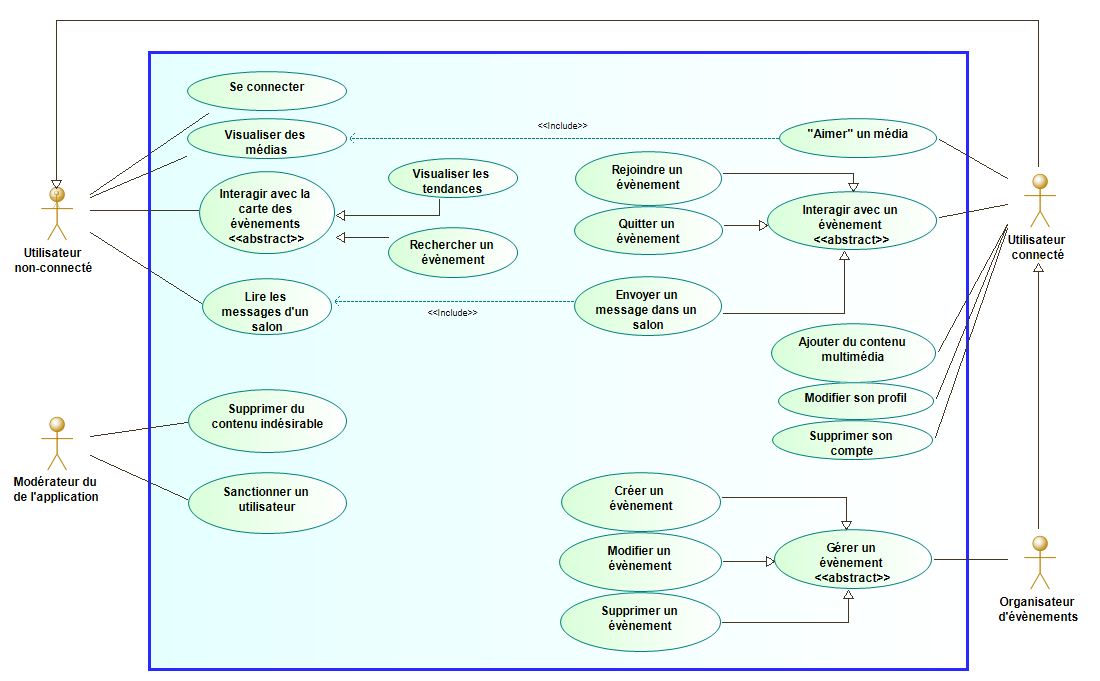 Se connecter
Visualiser des
médias
<<Include>>
"Aimer" un média
Visualiser les
tendances
Rejoindre un
évènement
Interagir avec la
carte des
évènements
<<abstract>>
Quitter un
évènement
Interagir avec un
évènement
<<abstract>>
Utilisateur
non-connecté
Utilisateur
connecté
Rechercher un
évènement
Lire les
messages d'un
salon
<<Include>>
Envoyer un
message dans un
salon
Ajouter du contenu
multimédia
Modifier son profil
Supprimer son
compte
Supprimer du
contenu indésirable
Modérateur du
de l'application
Sanctionner un
utilisateur
Créer un
évènement
Modifier un
évènement
Gérer un
évènement
<<abstract>>
Supprimer un
évènement
Organisateur
d'évènements